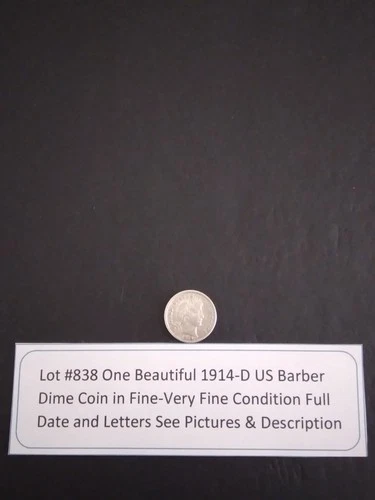 Lot #838 One Beautiful 1914-D US Barber
Dime Coin in Fine-Very Fine Condition Full
Date and Letters See Pictures & Description